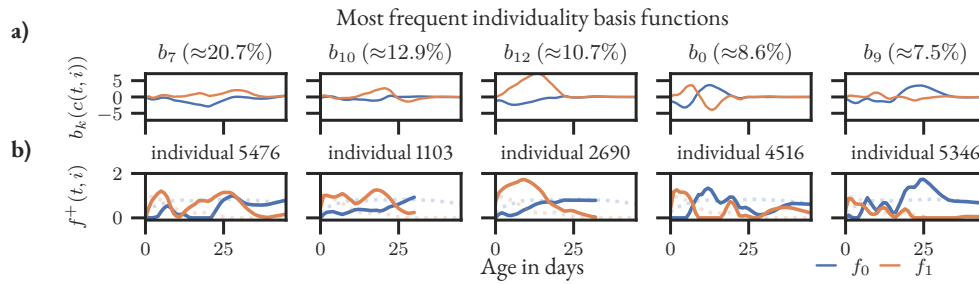 Most frequent individuality basis functions
a)
b₇ (≈20.7%) b₁₀ (≈12.9%) b₁₂ (≈10.7%) b₀ (≈8.6%) b₉ (≈7.5%)
bₖ(c(t, i))
5
0
−5
b)
individual 5476 individual 1103 individual 2690 individual 4516 individual 5346
f⁺(t, i)
2
0
0 25 0 25 0 25 0 25 0 25
Age in days
f₀ f₁